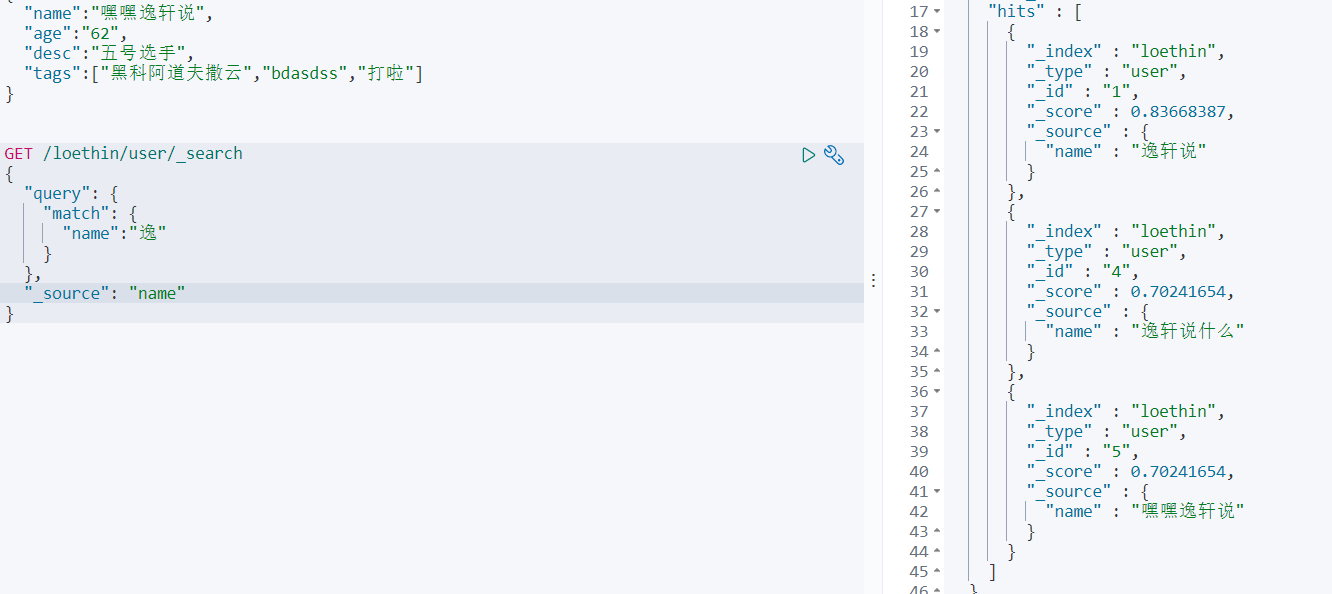 {
"name":"嘿嘿逸轩说",
"age":"62",
"desc":"五号选手",
"tags":["黑科阿道夫撒云","bdasdss","打啦"]
}
GET /loethin/user/_search
{
"query": {
"match": {
"name":"逸"
}
},
"_source": "name"
}
17 "hits" : [
18 {
19 "_index" : "loethin",
20 "_type" : "user",
21 "_id" : "1",
22 "_score" : 0.83668387,
23 "_source" : {
24 "name" : "逸轩说"
25 }
26 },
27 {
28 "_index" : "loethin",
29 "_type" : "user",
30 "_id" : "4",
31 "_score" : 0.70241654,
32 "_source" : {
33 "name" : "逸轩说什么"
34 }
35 },
36 {
37 "_index" : "loethin",
38 "_type" : "user",
39 "_id" : "5",
40 "_score" : 0.70241654,
41 "_source" : {
42 "name" : "嘿嘿逸轩说"
43 }
44 }
45 ]
46 }